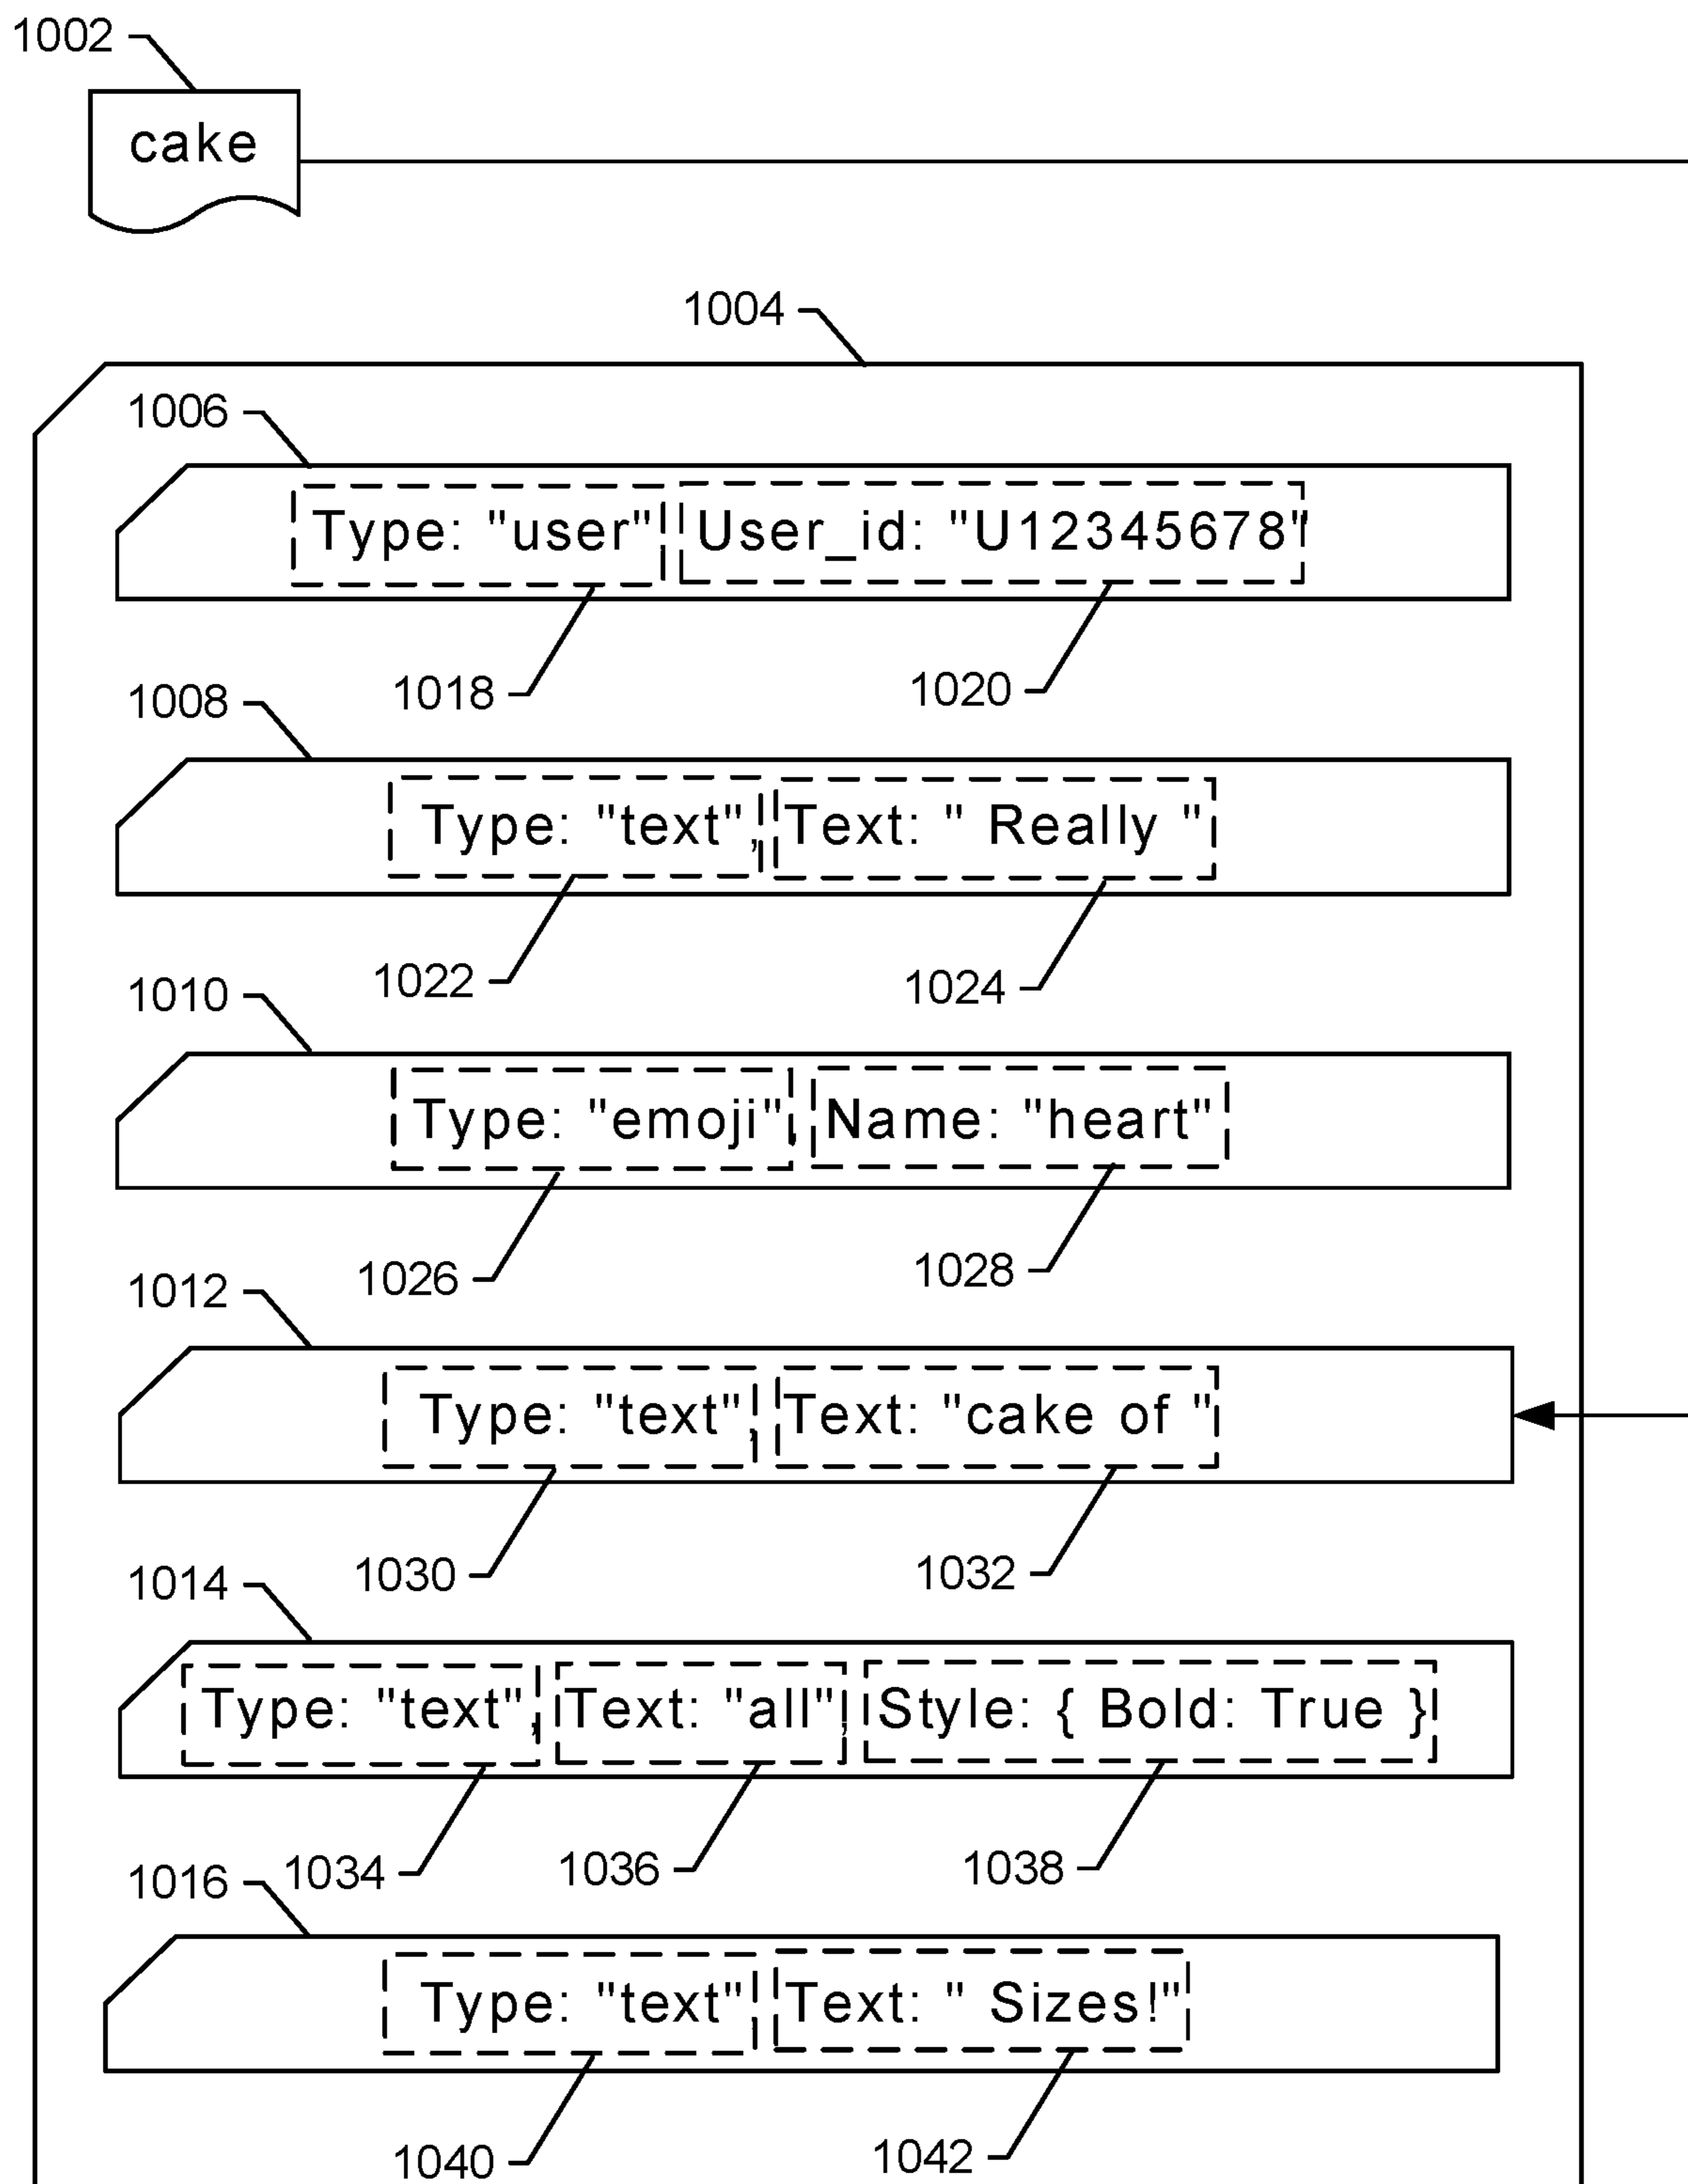 1002
cake
1004
1006
Type: "user" User_id: "U12345678"
1018 1020
1008
Type: "text", Text: " Really "
1022 1024
1010
Type: "emoji", Name: "heart"
1026 1028
1012
Type: "text", Text: "cake of "
1030 1032
1014
Type: "text", Text: "all", Style: { Bold: True }
1034 1036 1038
1016
Type: "text", Text: " Sizes!"
1040 1042